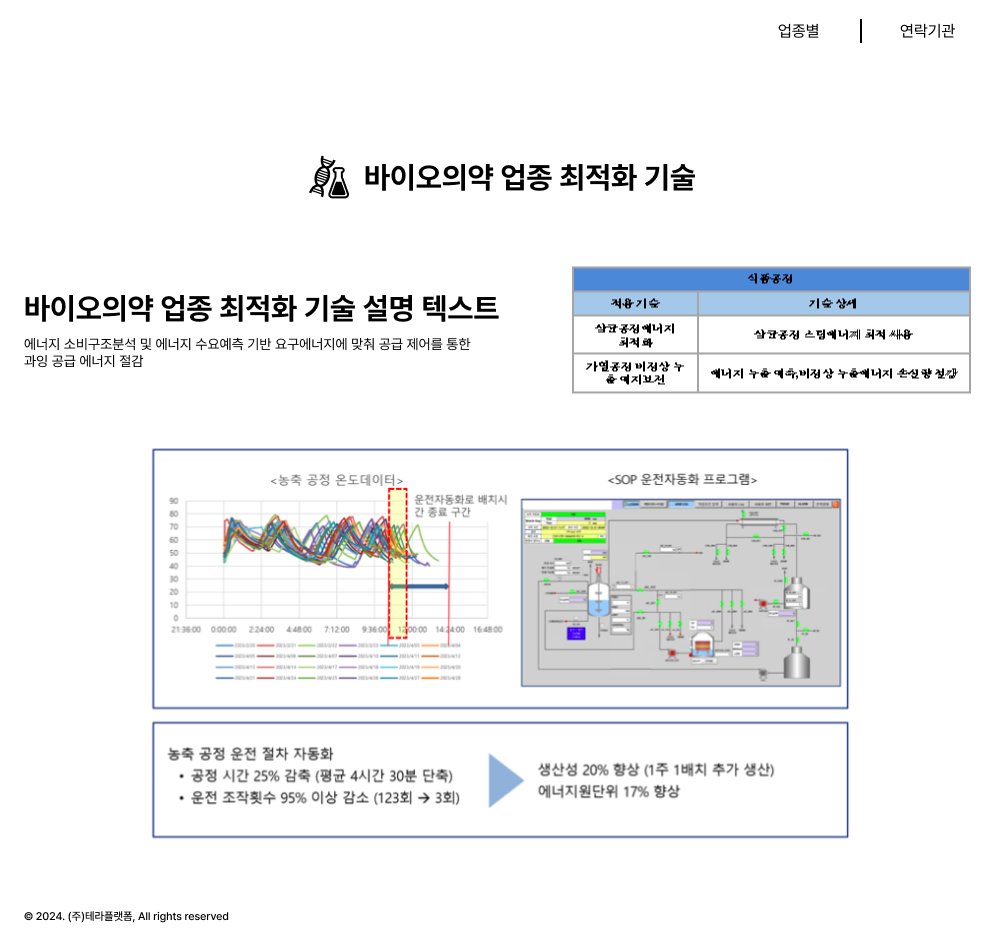 업종별
연락기관
바이오의약 업종 최적화 기술
바이오의약 업종 최적화 기술 설명 텍스트
에너지 소비구조분석 및 에너지 수요예측 기반 요구에너지에 맞춰 공급 제어를 통한
과잉 공급 에너지 절감
식품공정
적용 기술
기술 상세
살균공정 에너지
최적화
살균공정 스팀에너지 최적 사용
가열공정 비정상 누
출 예지보전
에너지 누출 예측, 비정상 누출에너지 손실량 절감
<농축 공정 온도데이터>
운전자동화로 배치시
간 종료 구간
90
80
70
60
50
40
30
20
10
0
21:36:00 0:00:00 2:24:00 4:48:00 7:12:00 9:36:00 12:00:00 14:24:00 16:48:00
<SOP 운전자동화 프로그램>
농축 공정 운전 절차 자동화
• 공정 시간 25% 감축 (평균 4시간 30분 단축)
• 운전 조작횟수 95% 이상 감소 (123회 → 3회)
생산성 20% 향상 (1주 1배치 추가 생산)
에너지원단위 17% 향상
© 2024. (주)테라플랫폼, All rights reserved